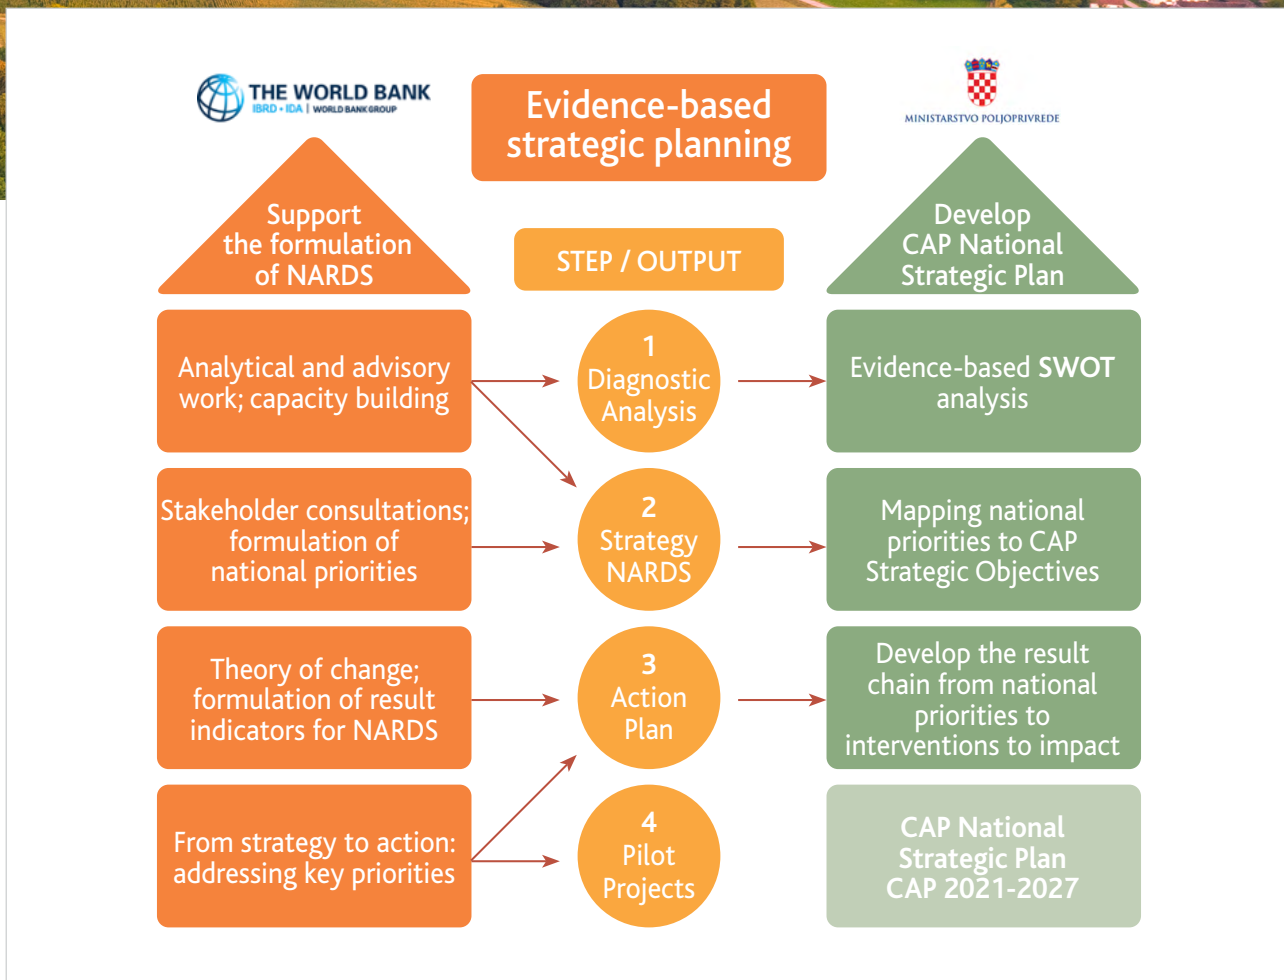 THE WORLD BANK
IBRD • IDA | WORLD BANK GROUP
Evidence-based
strategic planning
MINISTARSTVO POLJOPRIVREDE
Support
the formulation
of NARDS
STEP / OUTPUT
Develop
CAP National
Strategic Plan
Analytical and advisory
work; capacity building
1
Diagnostic
Analysis
Evidence-based SWOT
analysis
Stakeholder consultations;
formulation of
national priorities
2
Strategy
NARDS
Mapping national
priorities to CAP
Strategic Objectives
Theory of change;
formulation of result
indicators for NARDS
3
Action
Plan
Develop the result
chain from national
priorities to
interventions to impact
From strategy to action:
addressing key priorities
4
Pilot
Projects
CAP National
Strategic Plan
CAP 2021-2027